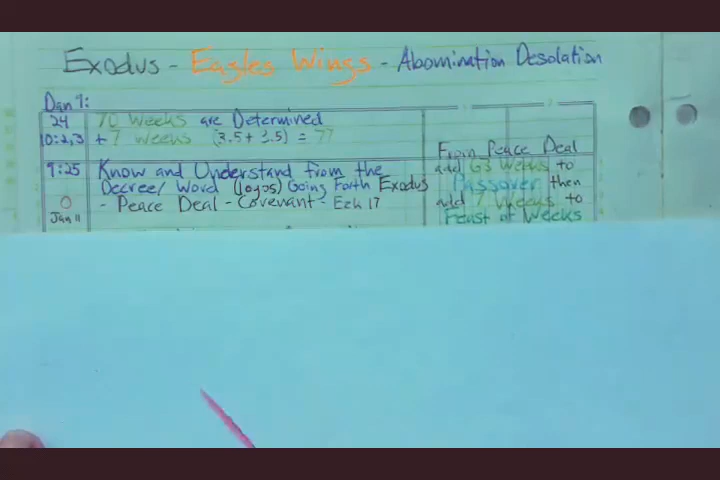 Exodus - Eagles Wings - Abomination Desolation
Dan 9:
24 70 Weeks are Determined
10:2,3 + 7 Weeks (3.5 + 3.5) = 77
9:25 Know and Understand from the
Decree/Word (logos) Going Forth Exodus
0 - Peace Deal - Covenant - Ezk 17
Jan 11
From Peace Deal
add 63 Weeks to
Passover then
add 7 Weeks to
Feast of Weeks